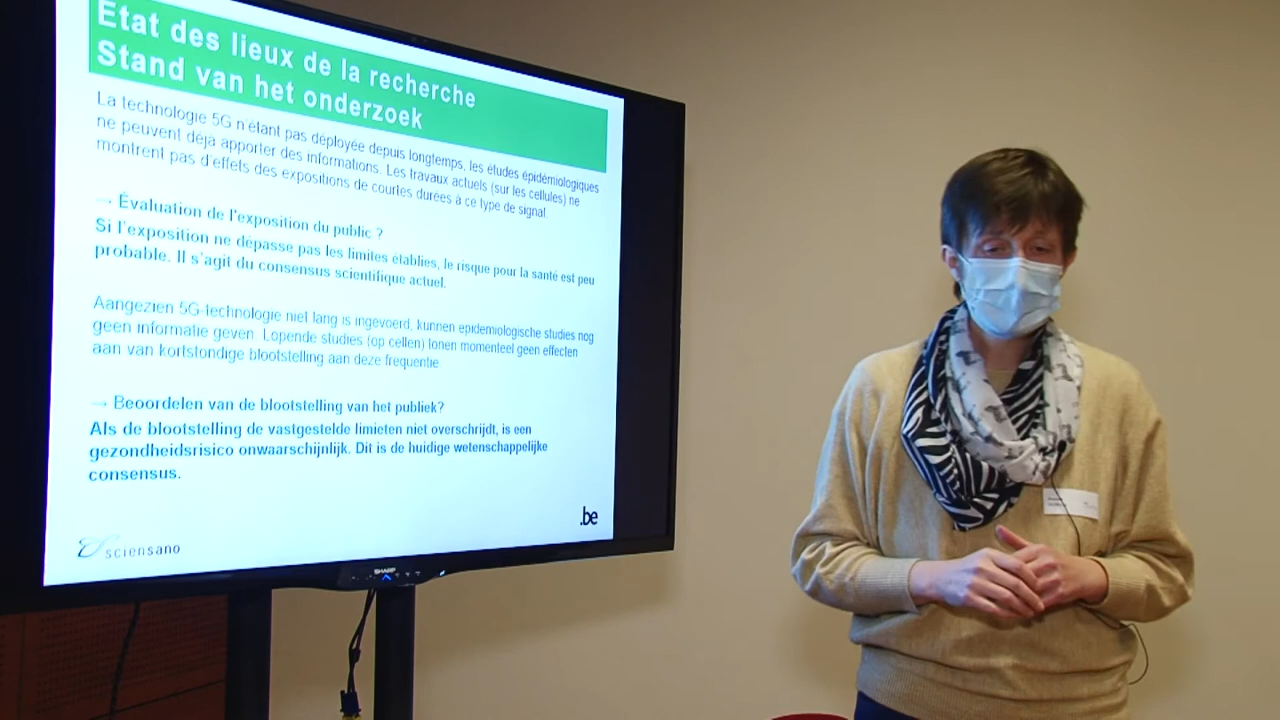 État des lieux de la recherche
Stand van het onderzoek
La technologie 5G n'étant pas déployée depuis longtemps, les études épidémiologiques
ne peuvent déjà apporter des informations. Les travaux actuels (sur les cellules) ne
montrent pas d'effets des expositions de courtes durées à ce type de signal.
→ Évaluation de l'exposition du public ?
Si l'exposition ne dépasse pas les limites établies, le risque pour la santé est peu
probable. Il s'agit du consensus scientifique actuel.
Aangezien 5G-technologie niet lang is ingevoerd, kunnen epidemiologische studies nog
geen informatie geven. Lopende studies (op cellen) tonen momenteel geen effecten
aan van kortstondige blootstelling aan deze frequentie.
→ Beoordelen van de blootstelling van het publiek?
Als de blootstelling de vastgestelde limieten niet overschrijdt, is een
gezondheidsrisico onwaarschijnlijk. Dit is de huidige wetenschappelijke
consensus.
.be
sciensano
SHARP